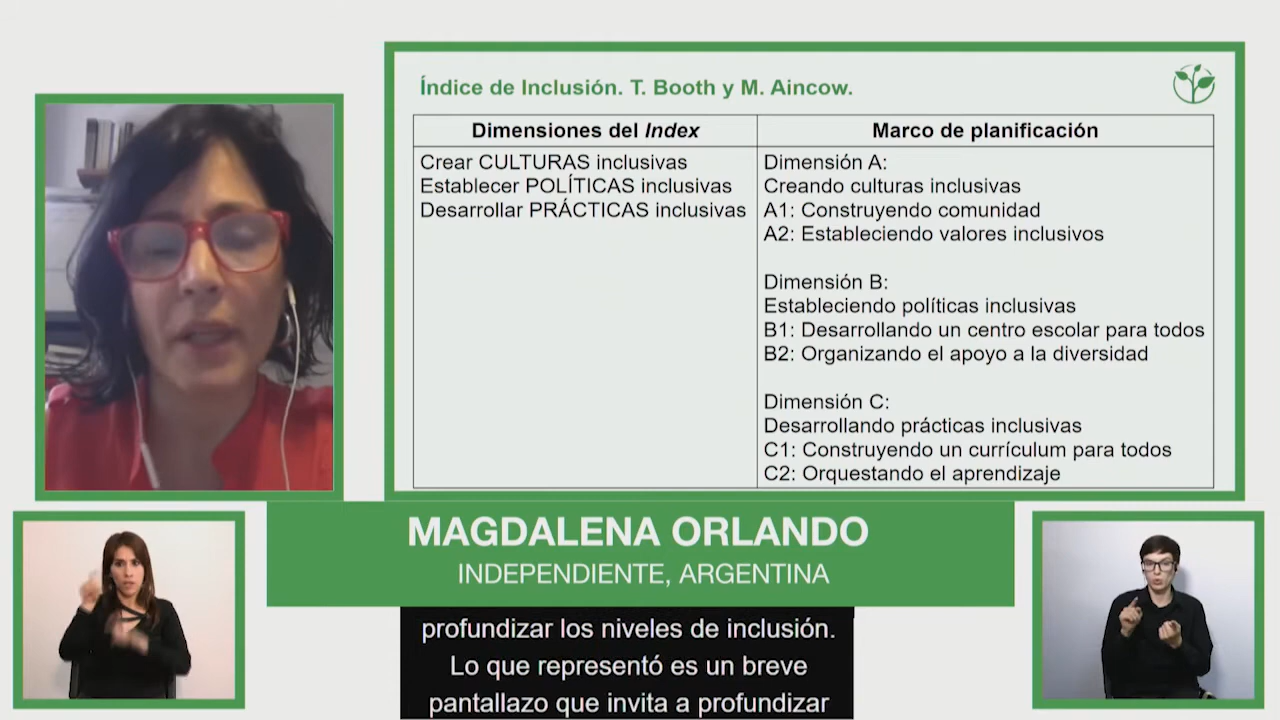 Índice de Inclusión. T. Booth y M. Aincow.
Dimensiones del Index
Marco de planificación
Crear CULTURAS inclusivas
Establecer POLÍTICAS inclusivas
Desarrollar PRÁCTICAS inclusivas
Dimensión A:
Creando culturas inclusivas
A1: Construyendo comunidad
A2: Estableciendo valores inclusivos
Dimensión B:
Estableciendo políticas inclusivas
B1: Desarrollando un centro escolar para todos
B2: Organizando el apoyo a la diversidad
Dimensión C:
Desarrollando prácticas inclusivas
C1: Construyendo un currículum para todos
C2: Orquestando el aprendizaje
MAGDALENA ORLANDO
INDEPENDIENTE, ARGENTINA
profundizar los niveles de inclusión.
Lo que representó es un breve
pantallazo que invita a profundizar